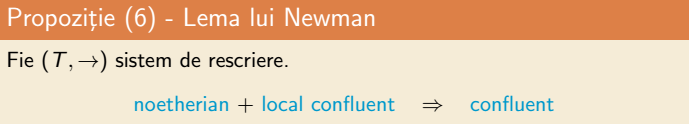 Propoziție (6) - Lema lui Newman
Fie (T, →) sistem de rescriere.
noetherian + local confluent ⇒ confluent